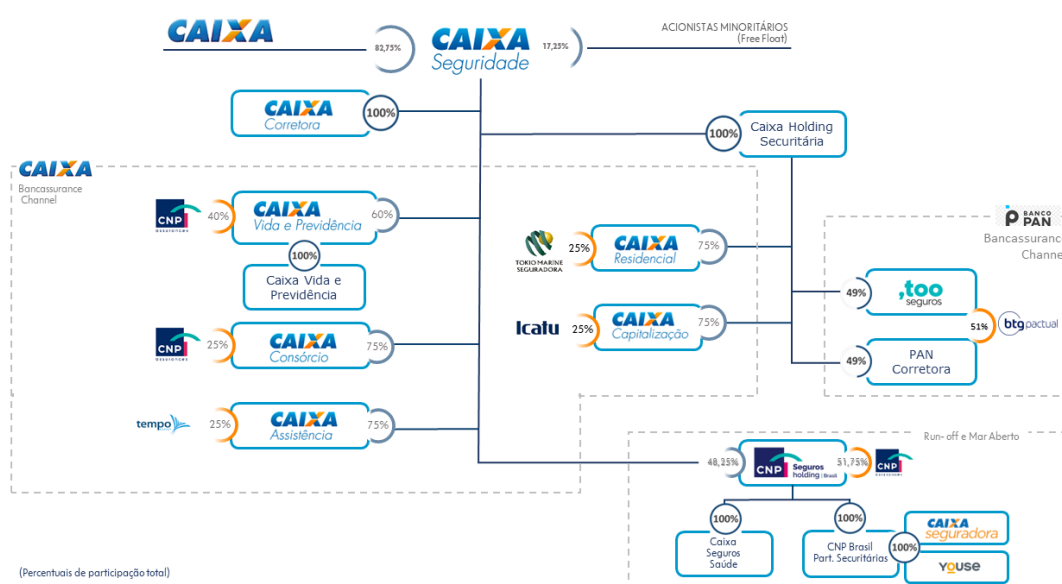 CAIXA
82,75%
CAIXA
Seguridade
17,25%
ACIONISTAS MINORITÁRIOS
(Free Float)
CAIXA
Corretora
100%
100%
Caixa Holding
Securitária
CAIXA
Bancassurance
Channel
CNP
40%
CAIXA
Vida e Previdência
60%
100%
Caixa Vida e
Previdência
TOKIO MARINE
SEGURADORA
25%
CAIXA
Residencial
75%
BANCO
PAN
Bancassurance
Channel
49%
,too
seguros
51%
btg pactual
49%
PAN
Corretora
Icatu
25%
CAIXA
Capitalização
75%
CNP
25%
CAIXA
Consórcio
75%
tempo
25%
CAIXA
Assistência
75%
Run- off e Mar Aberto
48,25%
CNP
Seguros
holding | Brasil
51,75%
CNP
100%
Caixa
Seguros
Saúde
100%
CNP Brasil
Part. Securitárias
100%
CAIXA
seguradora
YOUSE
(Percentuais de participação total)